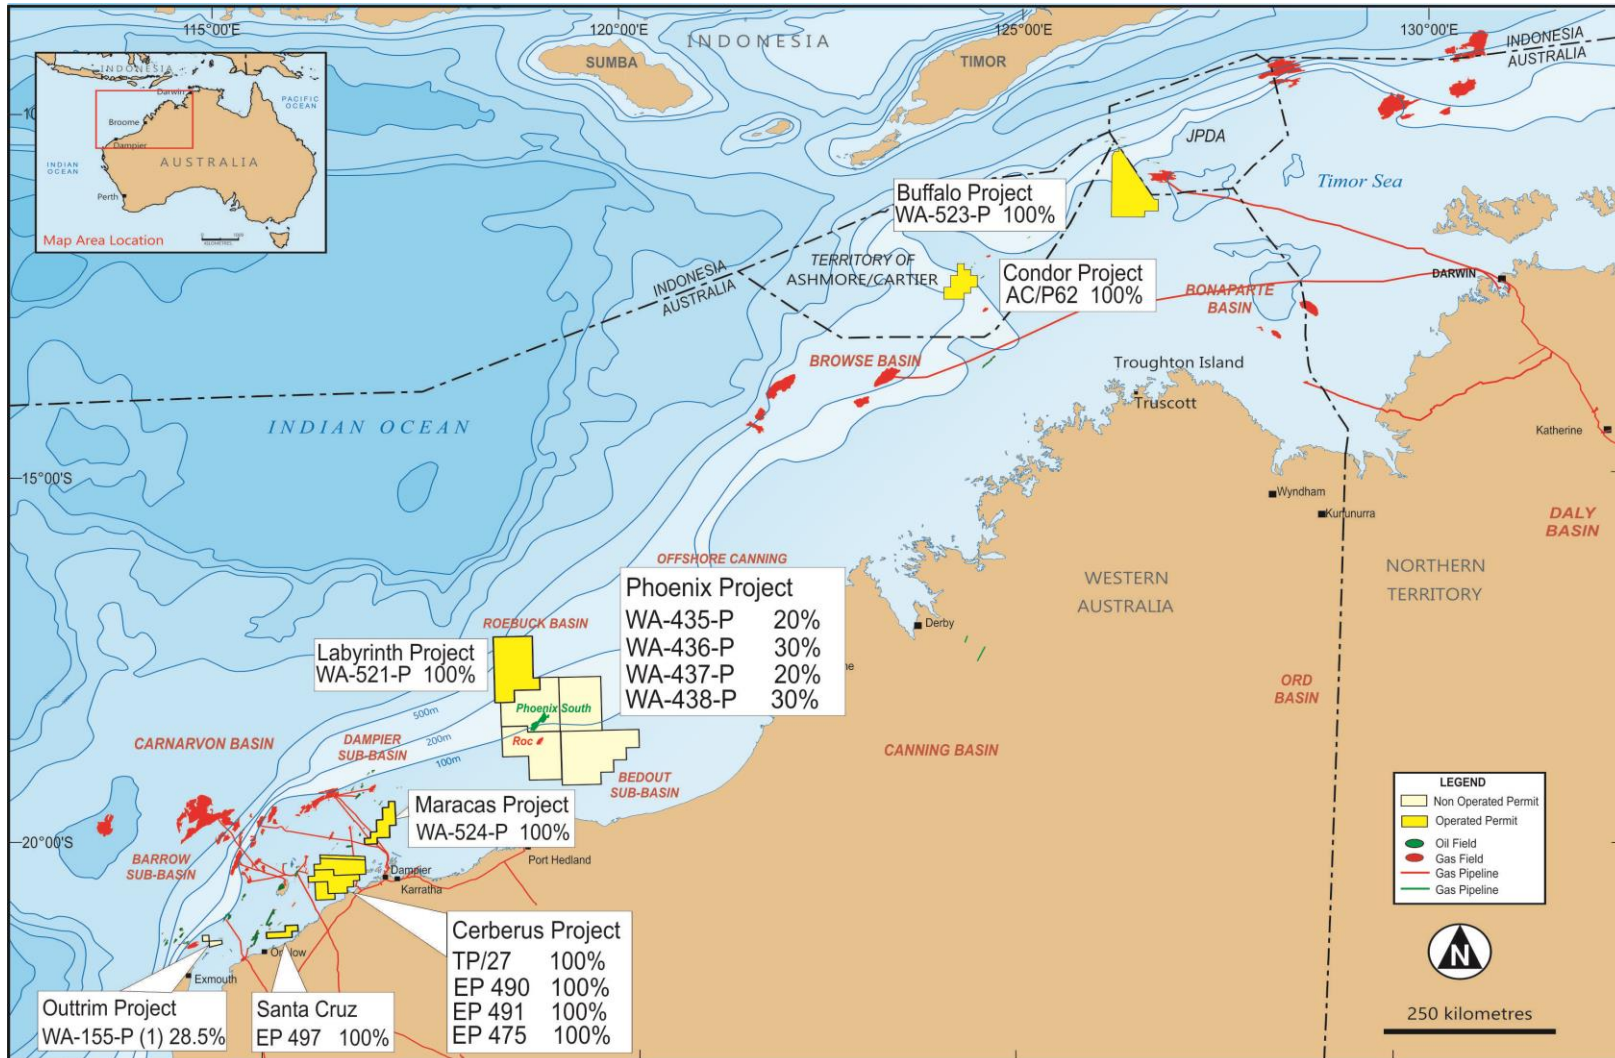 115°00'E
120°00'E
125°00'E
130°00'E
INDONESIA
SUMBA
TIMOR
INDONESIA
AUSTRALIA
INDONESIA
Darwin
PACIFIC
OCEAN
Broome
Dampier
AUSTRALIA
INDIAN
OCEAN
Perth
Map Area Location
KILOMETRES
JPDA
Timor Sea
Buffalo Project
WA-523-P 100%
TERRITORY OF
ASHMORE/CARTIER
Condor Project
AC/P62 100%
INDONESIA
AUSTRALIA
BONAPARTE
BASIN
DARWIN
BROWSE BASIN
Troughton Island
Truscott
INDIAN OCEAN
Katherine
15°00'S
Wyndham
Kununurra
DALY
BASIN
OFFSHORE CANNING
Phoenix Project
WA-435-P 20%
WA-436-P 30%
WA-437-P 20%
WA-438-P 30%
WESTERN
AUSTRALIA
NORTHERN
TERRITORY
ROEBUCK BASIN
Derby
Labyrinth Project
WA-521-P 100%
ne
ORD
BASIN
Phoenix South
Roc
500m
200m
100m
CARNARVON BASIN
DAMPIER
SUB-BASIN
CANNING BASIN
BEDOUT
SUB-BASIN
Maracas Project
WA-524-P 100%
20°00'S
BARROW
SUB-BASIN
Port Hedland
Dampier
Karratha
LEGEND
Non Operated Permit
Operated Permit
Oil Field
Gas Field
Gas Pipeline
Gas Pipeline
Cerberus Project
TP/27 100%
EP 490 100%
EP 491 100%
EP 475 100%
Onslow
Exmouth
Outtrim Project
WA-155-P (1) 28.5%
Santa Cruz
EP 497 100%
N
250 kilometres